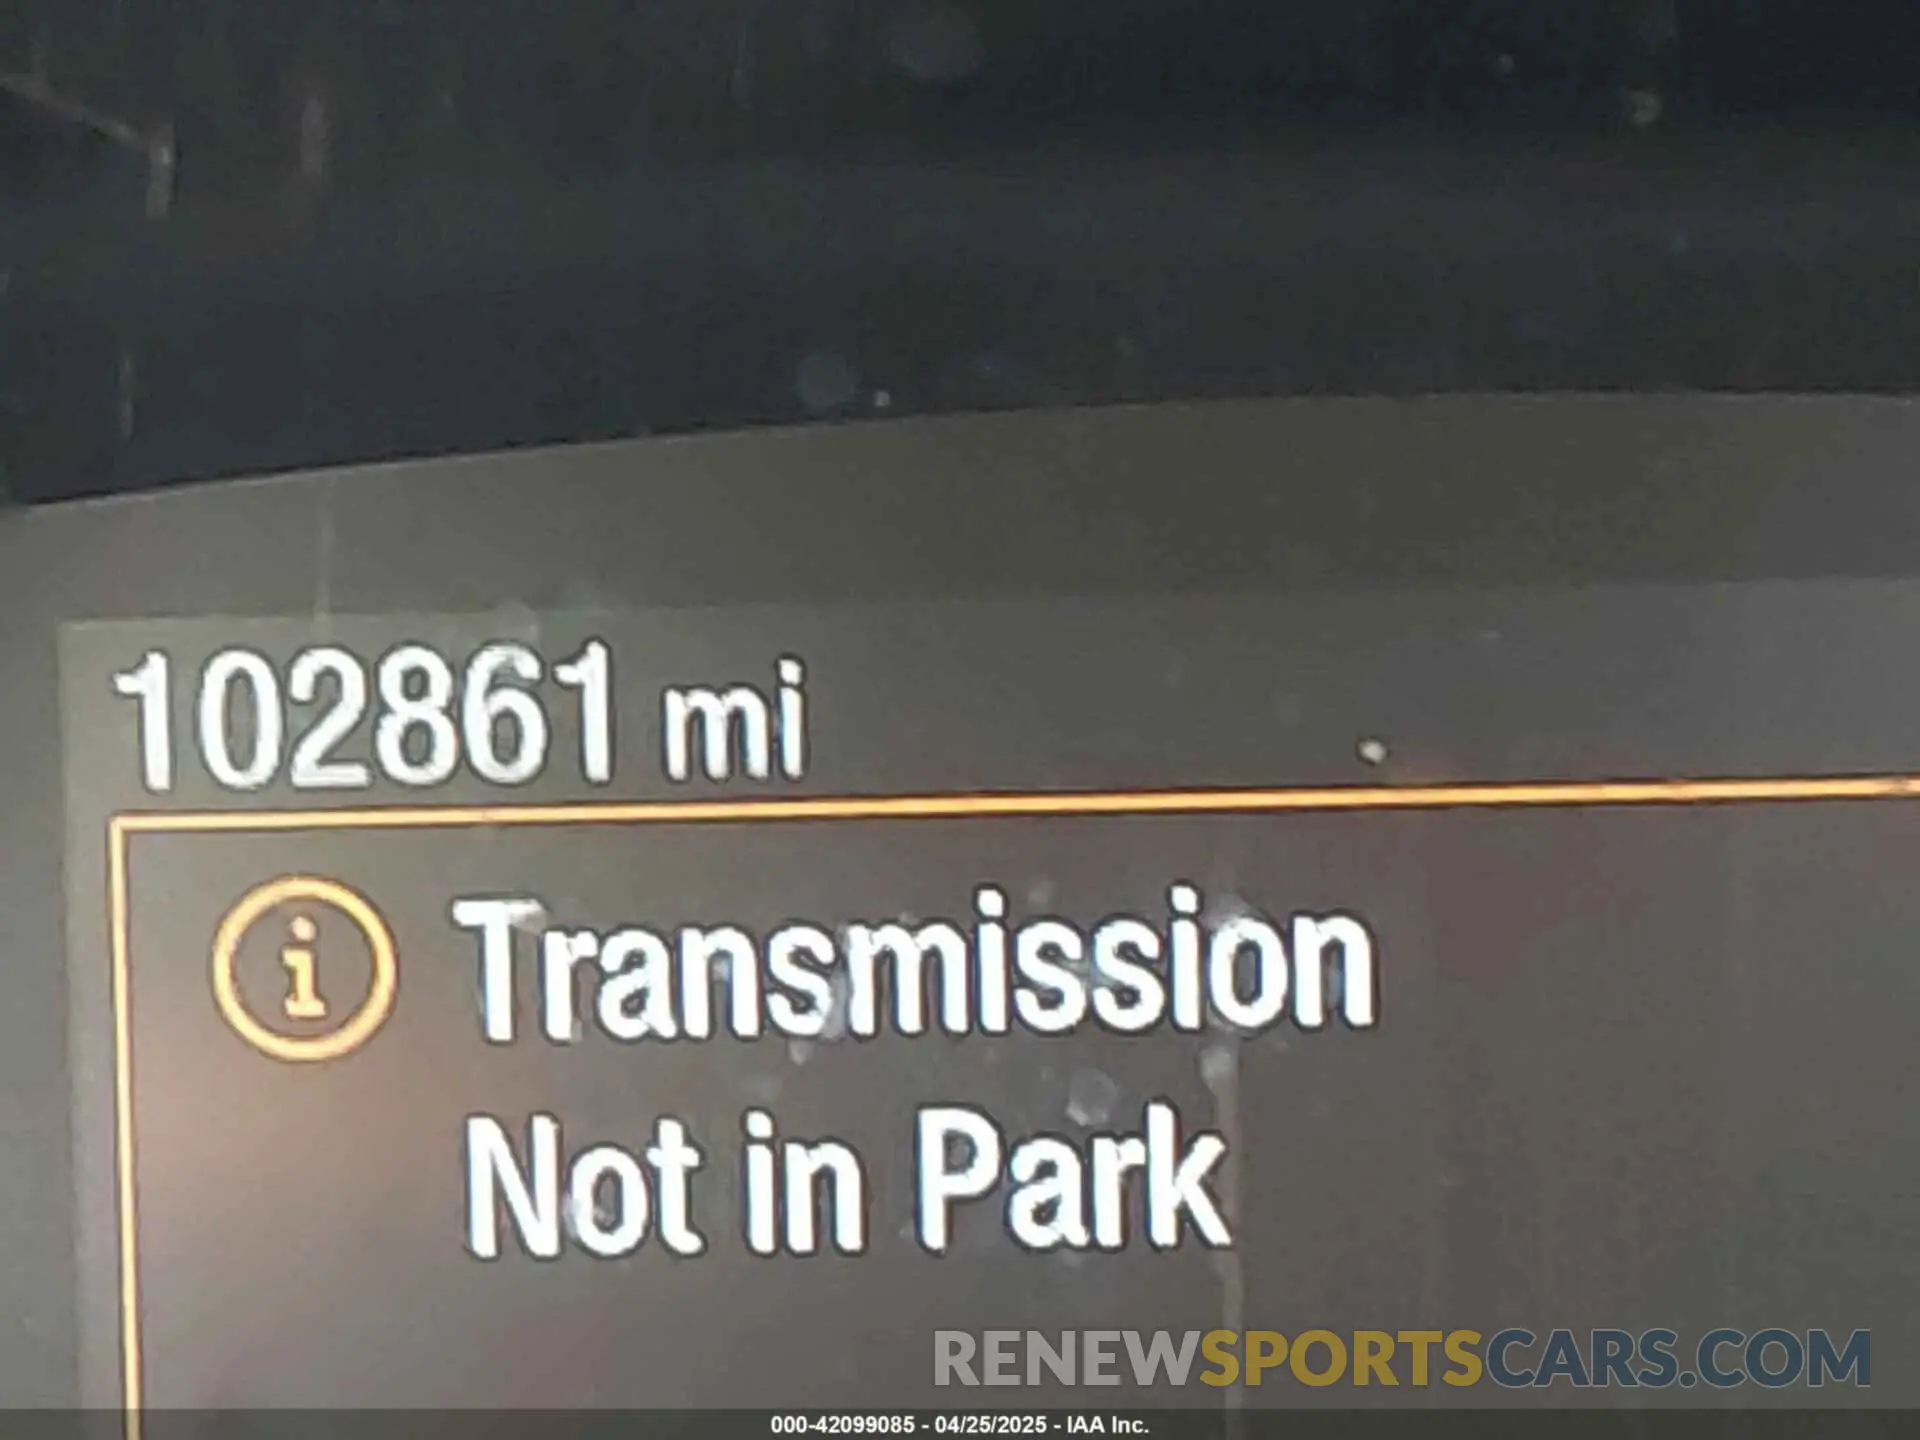 102861 mi
i Transmission
Not in Park
RENEWSPORTSCARS.COM
000-42099085 - 04/25/2025 - IAA Inc.